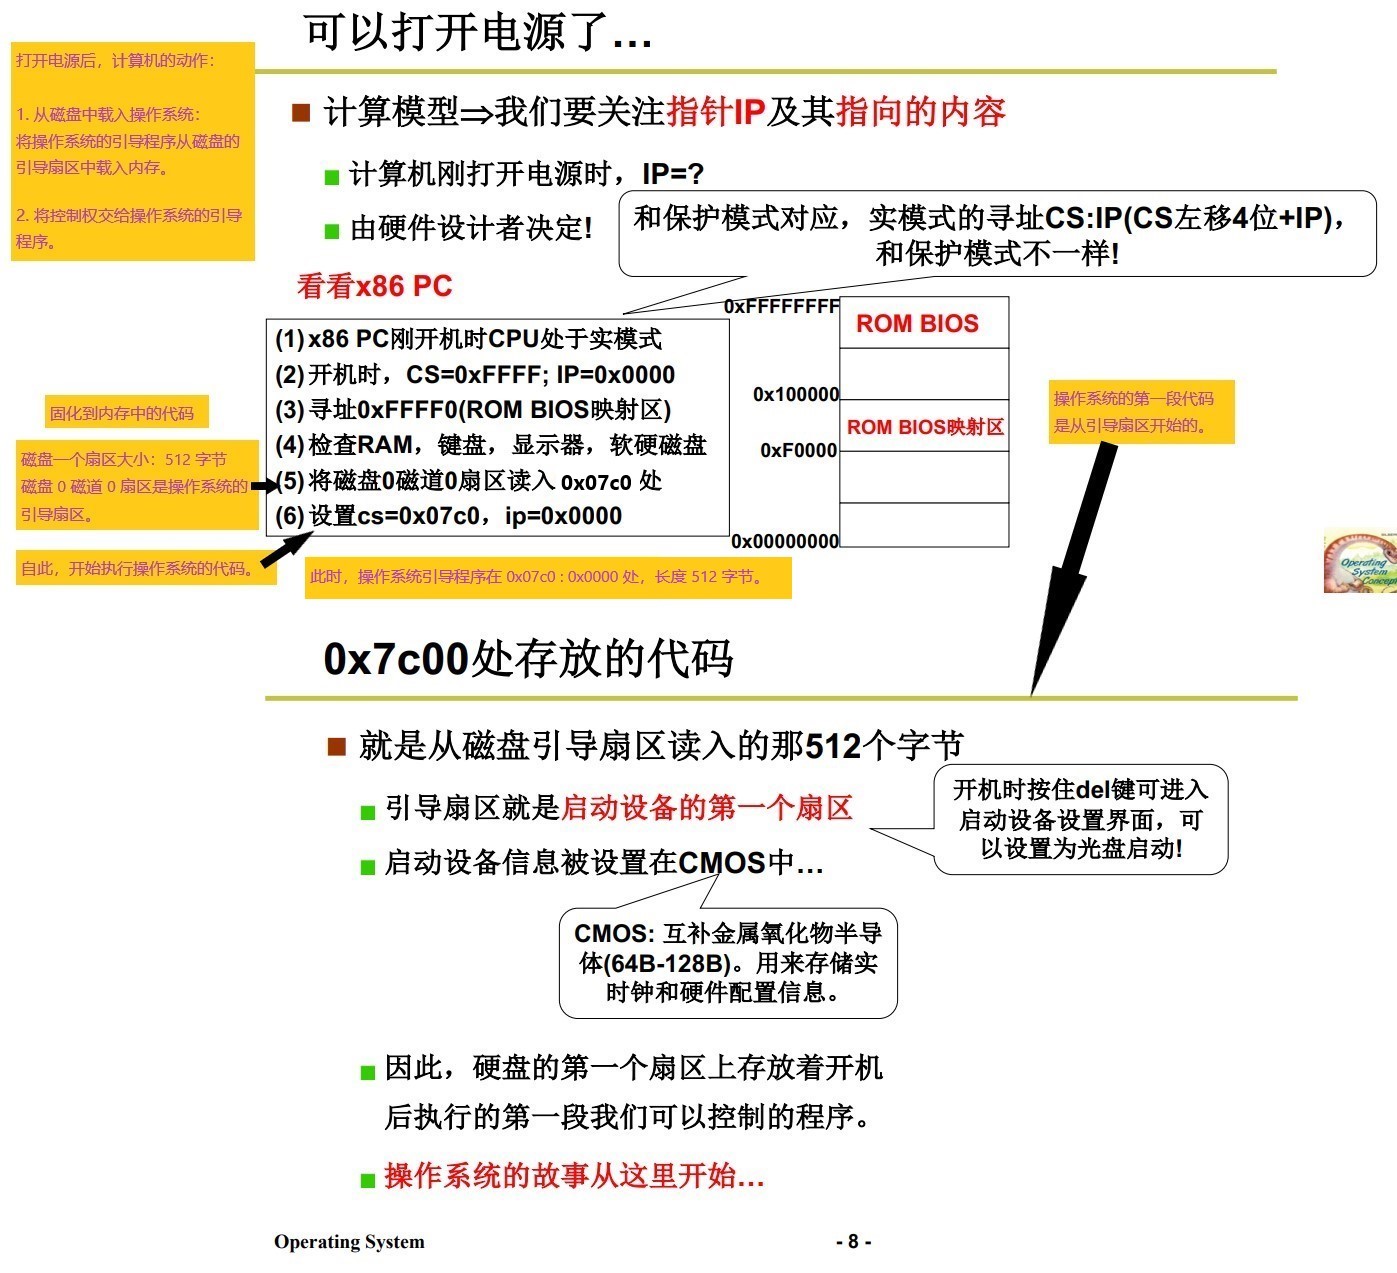 可以打开电源了...
打开电源后，计算机的动作：
1. 从磁盘中载入操作系统：
将操作系统的引导程序从磁盘的
引导扇区中载入内存。
2. 将控制权交给操作系统的引导
程序。
计算模型⇒我们要关注指针IP及其指向的内容
计算机刚打开电源时，IP=?
由硬件设计者决定!
和保护模式对应，实模式的寻址CS:IP(CS左移4位+IP)，
和保护模式不一样!
看看x86 PC
(1) x86 PC刚开机时CPU处于实模式
(2) 开机时，CS=0xFFFF; IP=0x0000
(3) 寻址0xFFFF0(ROM BIOS映射区)
(4) 检查RAM，键盘，显示器，软硬磁盘
(5) 将磁盘0磁道0扇区读入 0x07c0 处
(6) 设置cs=0x07c0，ip=0x0000
0xFFFFFFFF
ROM BIOS
0x100000
ROM BIOS映射区
0xF0000
0x00000000
固化到内存中的代码
磁盘一个扇区大小：512 字节
磁盘 0 磁道 0 扇区是操作系统的
引导扇区。
自此，开始执行操作系统的代码。
此时，操作系统引导程序在 0x07c0 : 0x0000 处，长度 512 字节。
操作系统的第一段代码
是从引导扇区开始的。
Operating
System
Concept
0x7c00处存放的代码
就是从磁盘引导扇区读入的那512个字节
引导扇区就是启动设备的第一个扇区
开机时按住del键可进入
启动设备设置界面，可
以设置为光盘启动!
启动设备信息被设置在CMOS中...
CMOS: 互补金属氧化物半导
体(64B-128B)。用来存储实
时钟和硬件配置信息。
因此，硬盘的第一个扇区上存放着开机
后执行的第一段我们可以控制的程序。
操作系统的故事从这里开始...
Operating System
- 8 -